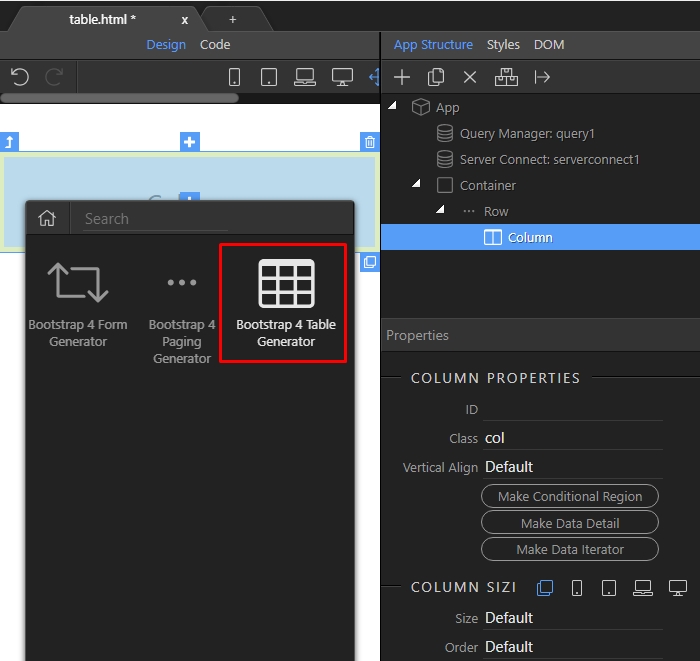 table.html * x +
Design Code
App Structure Styles DOM
App
Query Manager: query1
Server Connect: serverconnect1
Container
Row
Column
Search
Bootstrap 4 Form
Generator
Bootstrap 4
Paging
Generator
Bootstrap 4 Table
Generator
Properties
COLUMN PROPERTIES
ID
Class col
Vertical Align Default
Make Conditional Region
Make Data Detail
Make Data Iterator
COLUMN SIZI
Size Default
Order Default